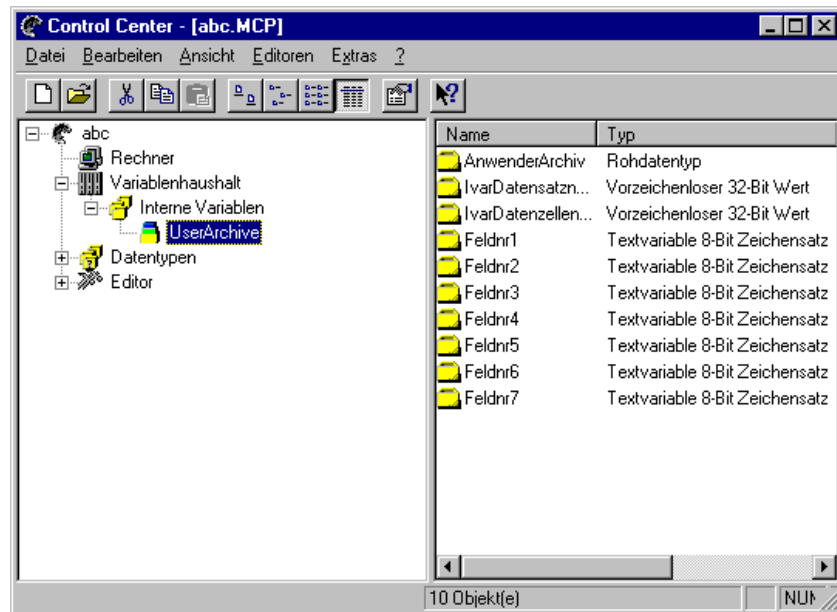 Control Center - [abc.MCP]
Datei Bearbeiten Ansicht Editoren Extras ?
abc
Rechner
Variablenhaushalt
Interne Variablen
UserArchive
Datentypen
Editor
Name Typ
AnwenderArchiv Rohdatentyp
IvarDatensatzn... Vorzeichenloser 32-Bit Wert
IvarDatenzellen... Vorzeichenloser 32-Bit Wert
Feldnr1 Textvariable 8-Bit Zeichensatz
Feldnr2 Textvariable 8-Bit Zeichensatz
Feldnr3 Textvariable 8-Bit Zeichensatz
Feldnr4 Textvariable 8-Bit Zeichensatz
Feldnr5 Textvariable 8-Bit Zeichensatz
Feldnr6 Textvariable 8-Bit Zeichensatz
Feldnr7 Textvariable 8-Bit Zeichensatz
10 Objekt(e) NUM